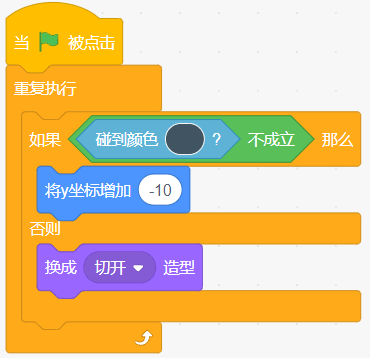 当 被点击
重复执行
如果 碰到颜色 ? 不成立 那么
将y坐标增加 -10
否则
换成 切开 造型